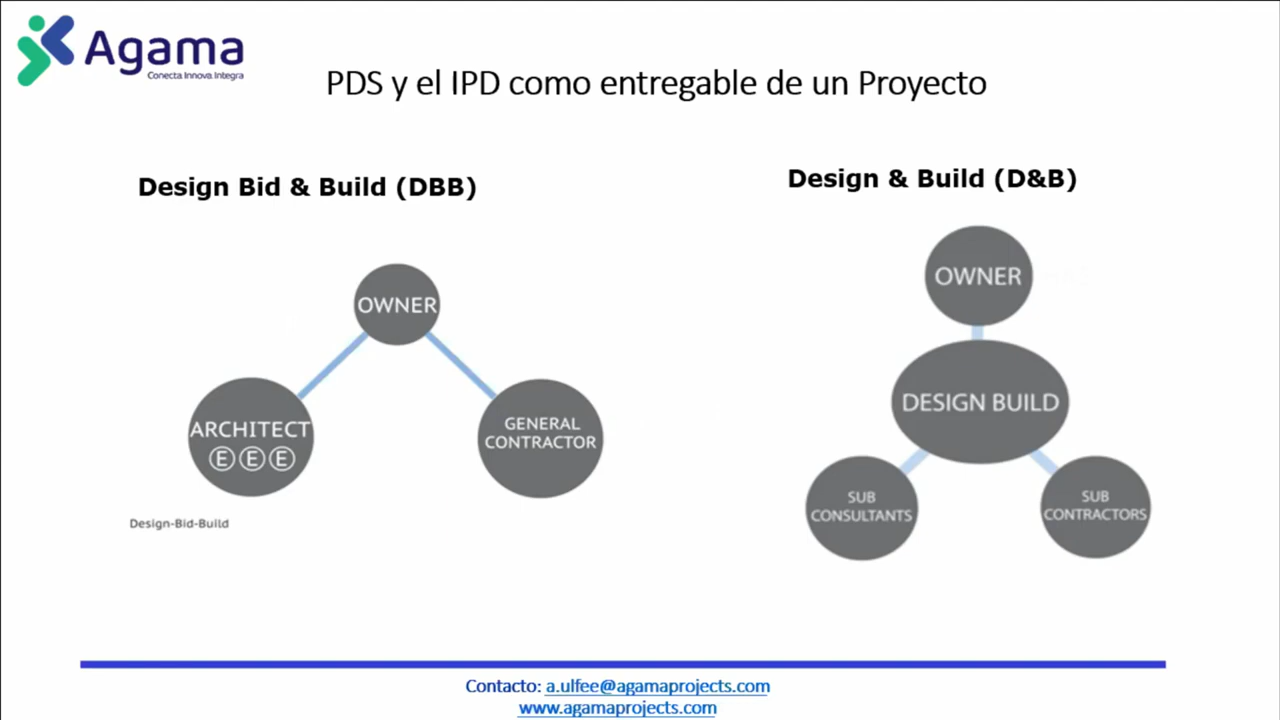 Agama
Conecta Innova Integra
PDS y el IPD como entregable de un Proyecto
Design Bid & Build (DBB)
OWNER
ARCHITECT
E E E
GENERAL
CONTRACTOR
Design-Bid-Build
Design & Build (D&B)
OWNER
DESIGN BUILD
SUB
CONSULTANTS
SUB
CONTRACTORS
Contacto: a.ulfee@agamaprojects.com
www.agamaprojects.com